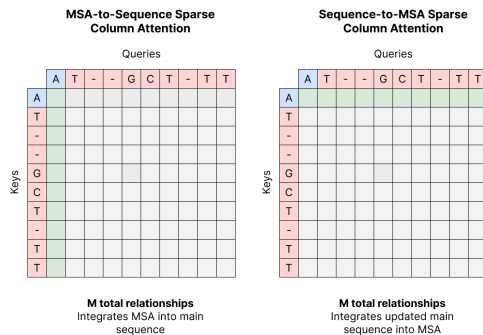 MSA-to-Sequence Sparse
Column Attention
Queries
A T - - G C T - T T
Keys
A
T
-
-
G
C
T
-
T
T
M total relationships
Integrates MSA into main
sequence
Sequence-to-MSA Sparse
Column Attention
Queries
A T - - G C T - T T
Keys
A
T
-
-
G
C
T
-
T
T
M total relationships
Integrates updated main
sequence into MSA